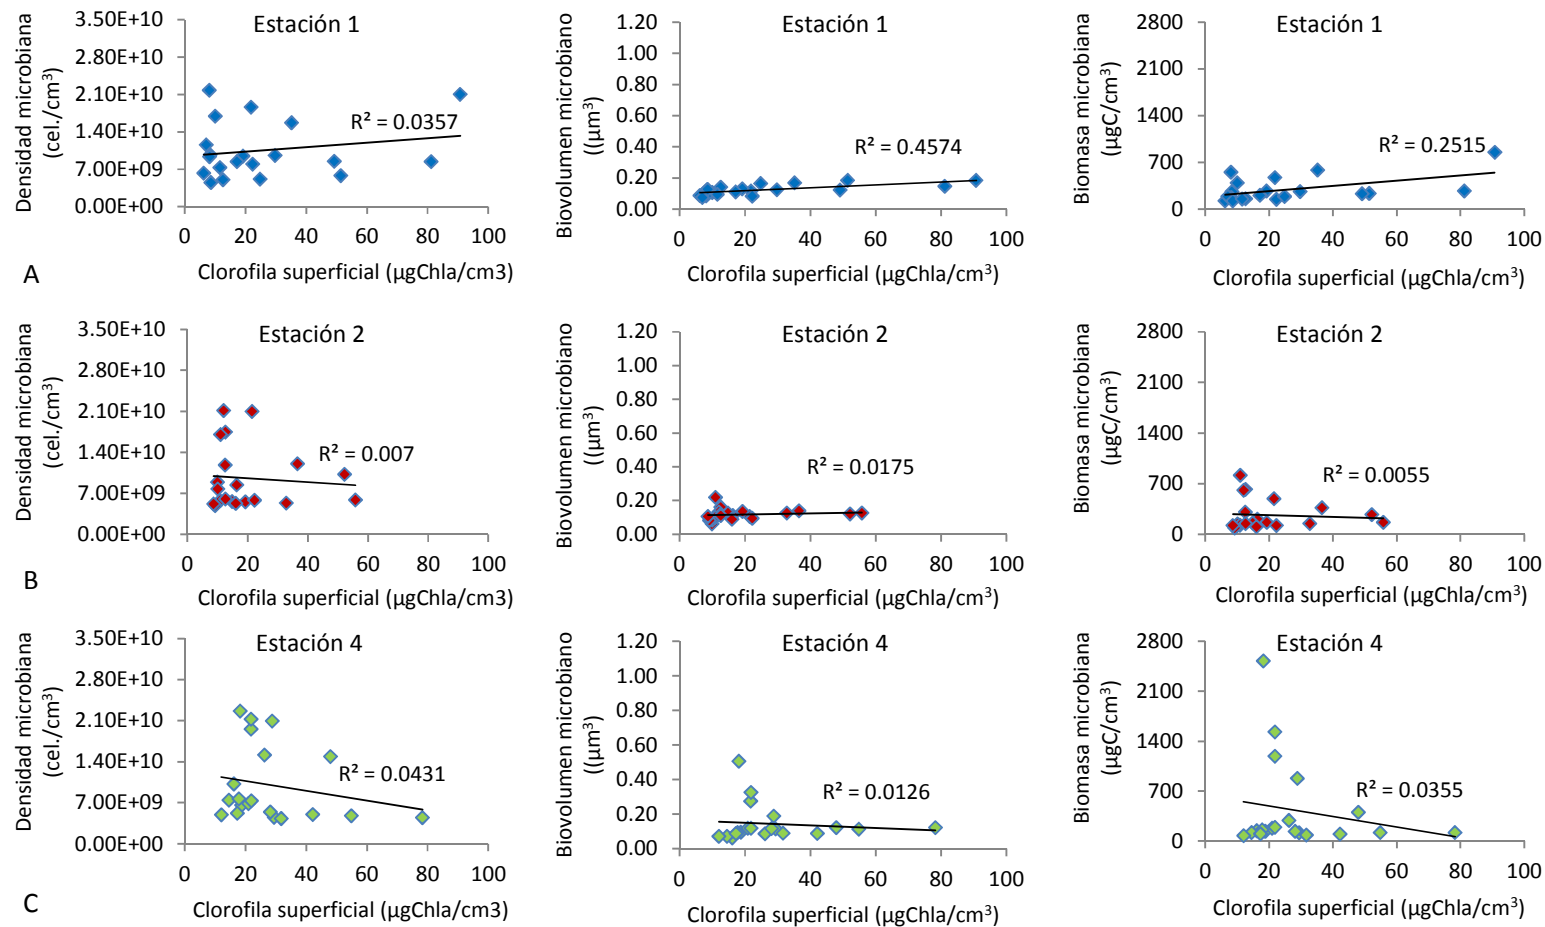 Estación 1
Densidad microbiana
(cel./cm³)
3.50E+10
2.80E+10
2.10E+10
1.40E+10
7.00E+09
0.00E+00
R² = 0.0357
0 20 40 60 80 100
Clorofila superficial (µgChla/cm3)
Estación 1
Biovolumen microbiano
((µm³)
1.20
1.00
0.80
0.60
0.40
0.20
0.00
R² = 0.4574
0 20 40 60 80 100
Clorofila superficial (µgChla/cm³)
Estación 1
Biomasa microbiana
(µgC/cm³)
2800
2100
1400
700
0
R² = 0.2515
0 20 40 60 80 100
Clorofila superficial (µgChla/cm³)
A
Estación 2
Densidad microbiana
(cel./cm³)
3.50E+10
2.80E+10
2.10E+10
1.40E+10
7.00E+09
0.00E+00
R² = 0.007
0 20 40 60 80 100
Clorofila superficial (µgChla/cm3)
Estación 2
Biovolumen microbiano
((µm³)
1.20
1.00
0.80
0.60
0.40
0.20
0.00
R² = 0.0175
0 20 40 60 80 100
Clorofila superficial (µgChla/cm³)
Estación 2
Biomasa microbiana
(µgC/cm³)
2800
2100
1400
700
0
R² = 0.0055
0 20 40 60 80 100
Clorofila superficial (µgChla/cm³)
B
Estación 4
Densidad microbiana
(cel./cm³)
3.50E+10
2.80E+10
2.10E+10
1.40E+10
7.00E+09
0.00E+00
R² = 0.0431
0 20 40 60 80 100
Clorofila superficial (µgChla/cm3)
Estación 4
Biovolumen microbiano
((µm³)
1.20
1.00
0.80
0.60
0.40
0.20
0.00
R² = 0.0126
0 20 40 60 80 100
Clorofila superficial (µgChla/cm³)
Estación 4
Biomasa microbiana
(µgC/cm³)
2800
2100
1400
700
0
R² = 0.0355
0 20 40 60 80 100
Clorofila superficial (µgChla/cm³)
C